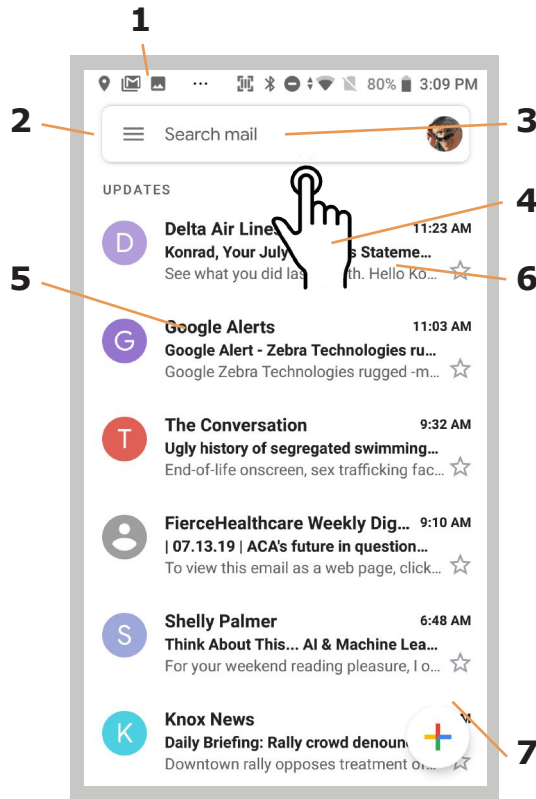 1
80% 3:09 PM
2
Search mail
3
UPDATES
4
D
Delta Air Lines 11:23 AM
Konrad, Your July s Stateme...
6
See what you did las th. Hello Ko...
5
Google Alerts 11:03 AM
G
Google Alert - Zebra Technologies ru...
Google Zebra Technologies rugged -m...
The Conversation 9:32 AM
T
Ugly history of segregated swimming...
End-of-life onscreen, sex trafficking fac...
FierceHealthcare Weekly Dig... 9:10 AM
| 07.13.19 | ACA's future in question...
To view this email as a web page, click...
Shelly Palmer 6:48 AM
S
Think About This... AI & Machine Lea...
For your weekend reading pleasure, I o...
Knox News
K
Daily Briefing: Rally crowd denoun
7
Downtown rally opposes treatment of...